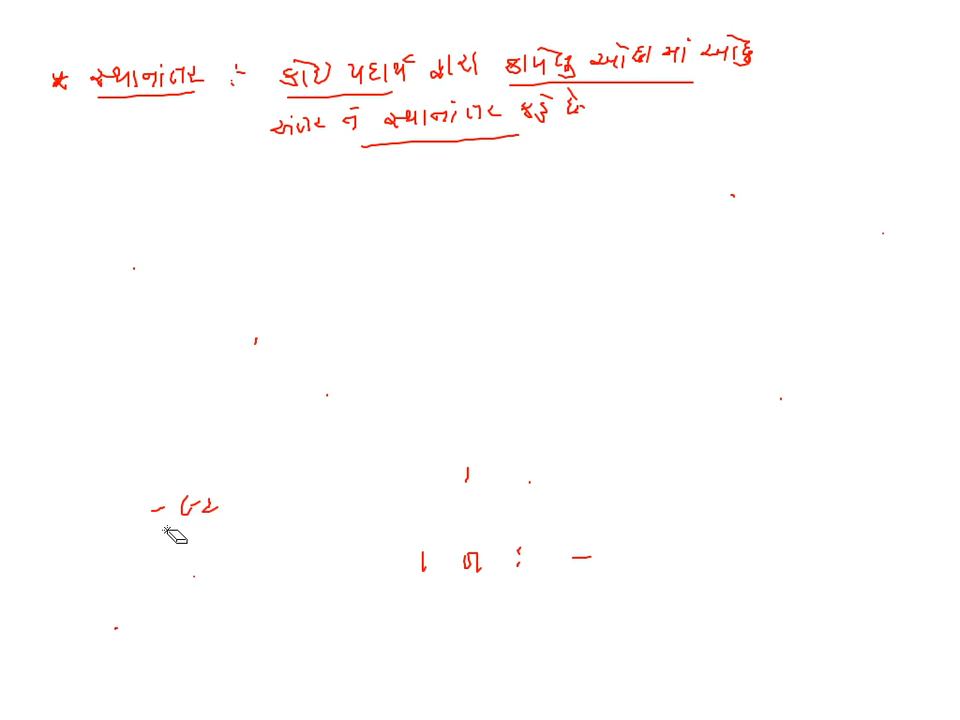 * સ્થાનાંતર :- કોઇ પદાર્થ દ્વારા કાપેલુ ઓછા માં ઓછુ
અંતર ને સ્થાનાંતર કહે છે